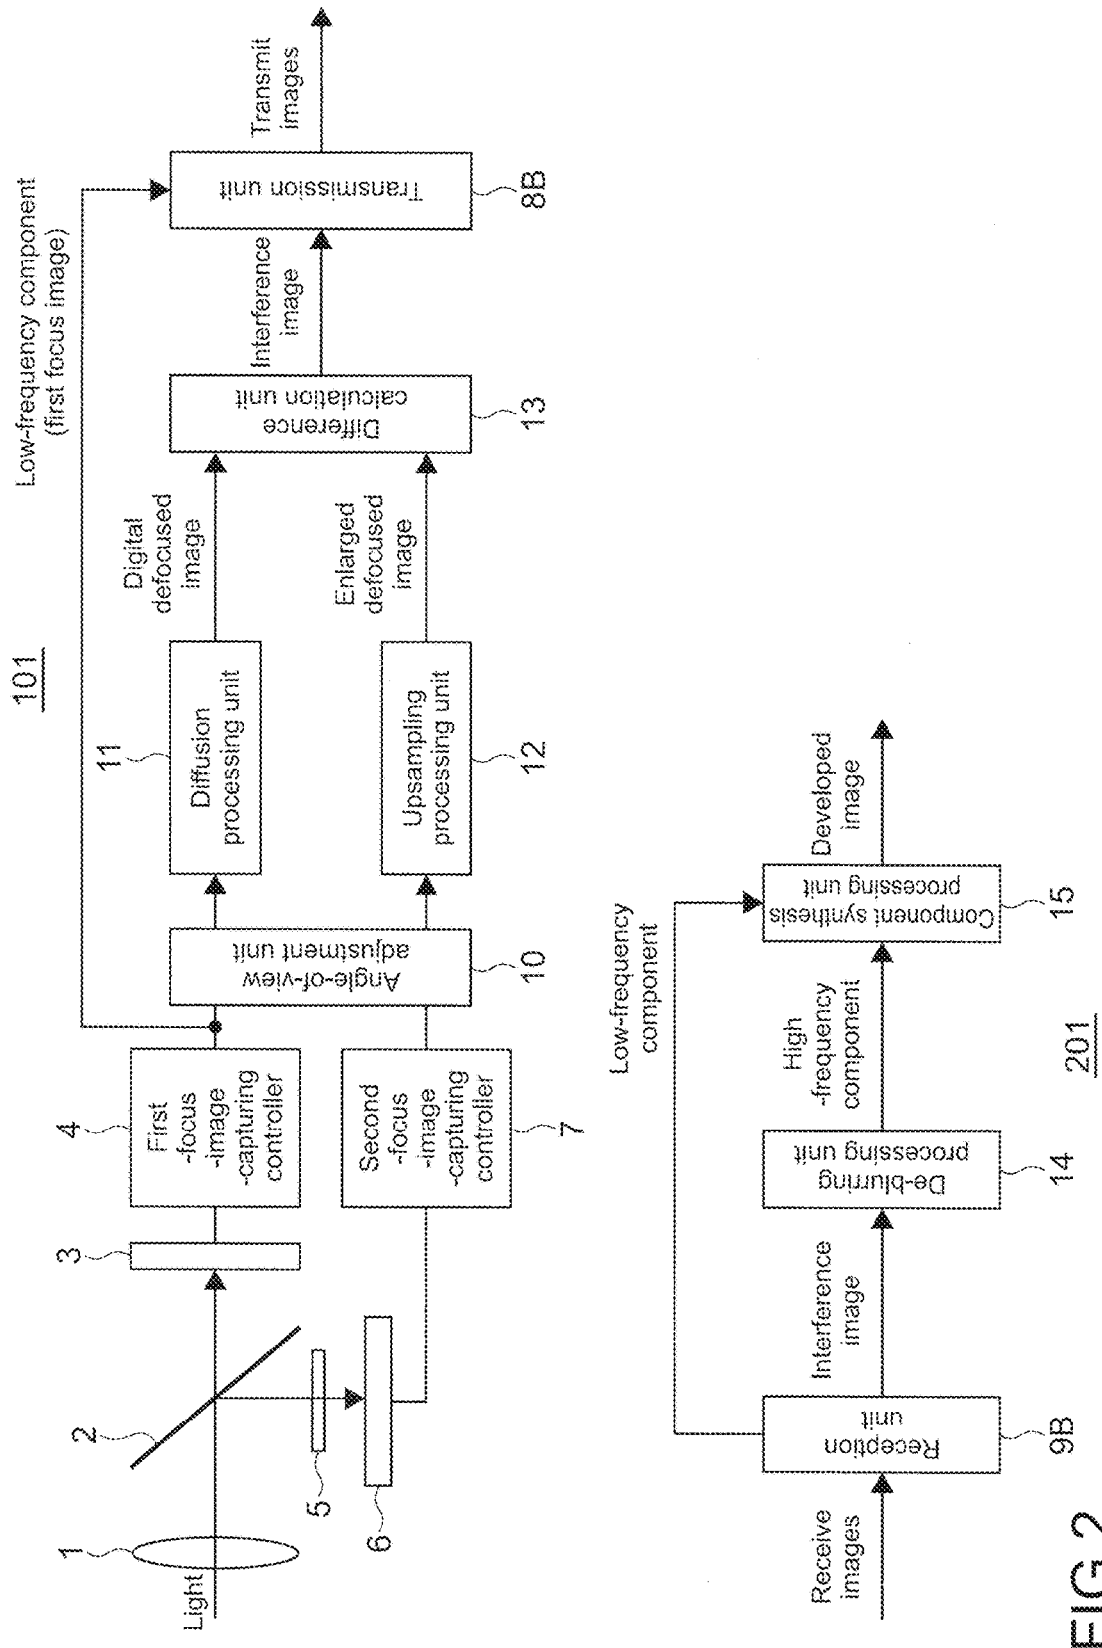 101
Low-frequency component
(first focus image)
Light
1
2
3
4
First
-focus
-image
-capturing
controller
5
6
Second
-focus
-image
-capturing
controller
7
Angle-of-view
adjustment unit
10
11
Diffusion
processing unit
Upsampling
processing unit
12
Digital
defocused
image
Enlarged
defocused
image
Difference
calculation unit
13
Interference
image
Transmission unit
8B
Transmit
images
Receive
images
Reception
unit
9B
Low-frequency
component
Interference
image
De-blurring
processing unit
14
High
-frequency
component
Component synthesis
processing unit
15
Developed
image
201
FIG.2